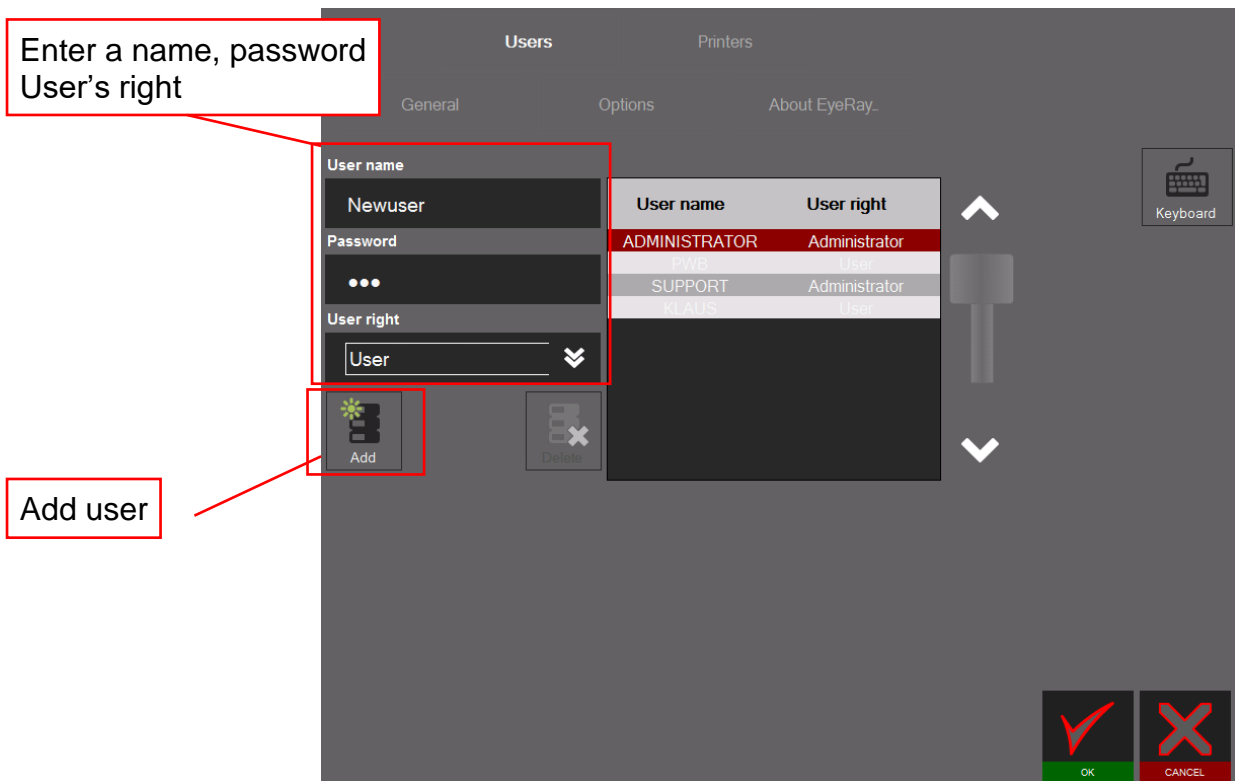 Enter a name, password
User's right
Users Printers
General Options About EyeRay..
User name
Newuser
Password
●●●
User right
User
Add
Delete
User name User right
ADMINISTRATOR Administrator
PWB User
SUPPORT Administrator
KLAUS User
Keyboard
Add user
OK
CANCEL